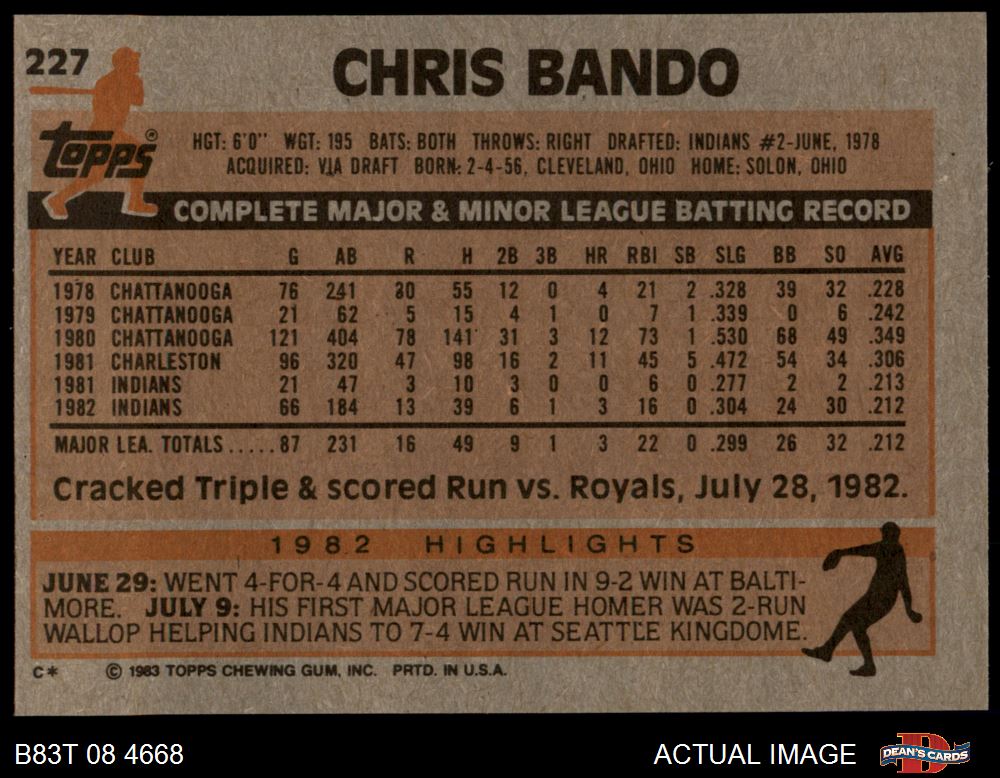 227
CHRIS BANDO
Topps®
HGT: 6'0" WGT: 195 BATS: BOTH THROWS: RIGHT DRAFTED: INDIANS #2-JUNE, 1978
ACQUIRED: VIA DRAFT BORN: 2-4-56, CLEVELAND, OHIO HOME: SOLON, OHIO
COMPLETE MAJOR & MINOR LEAGUE BATTING RECORD
YEAR CLUB G AB R H 2B 3B HR RBI SB SLG BB SO AVG
1978 CHATTANOOGA 76 241 30 55 12 0 4 21 2 .328 39 32 .228
1979 CHATTANOOGA 21 62 5 15 4 1 0 7 1 .339 0 6 .242
1980 CHATTANOOGA 121 404 78 141 31 3 12 73 1 .530 68 49 .349
1981 CHARLESTON 96 320 47 98 16 2 11 45 5 .472 54 34 .306
1981 INDIANS 21 47 3 10 3 0 0 6 0 .277 2 2 .213
1982 INDIANS 66 184 13 39 6 1 3 16 0 .304 24 30 .212
MAJOR LEA. TOTALS.....87 231 16 49 9 1 3 22 0 .299 26 32 .212
Cracked Triple & scored Run vs. Royals, July 28, 1982.
1982 HIGHLIGHTS
JUNE 29: WENT 4-FOR-4 AND SCORED RUN IN 9-2 WIN AT BALTI-
MORE. JULY 9: HIS FIRST MAJOR LEAGUE HOMER WAS 2-RUN
WALLOP HELPING INDIANS TO 7-4 WIN AT SEATTLE KINGDOME.
C* © 1983 TOPPS CHEWING GUM, INC. PRTD. IN U.S.A.
B83T 08 4668
ACTUAL IMAGE
DEAN'S CARDS